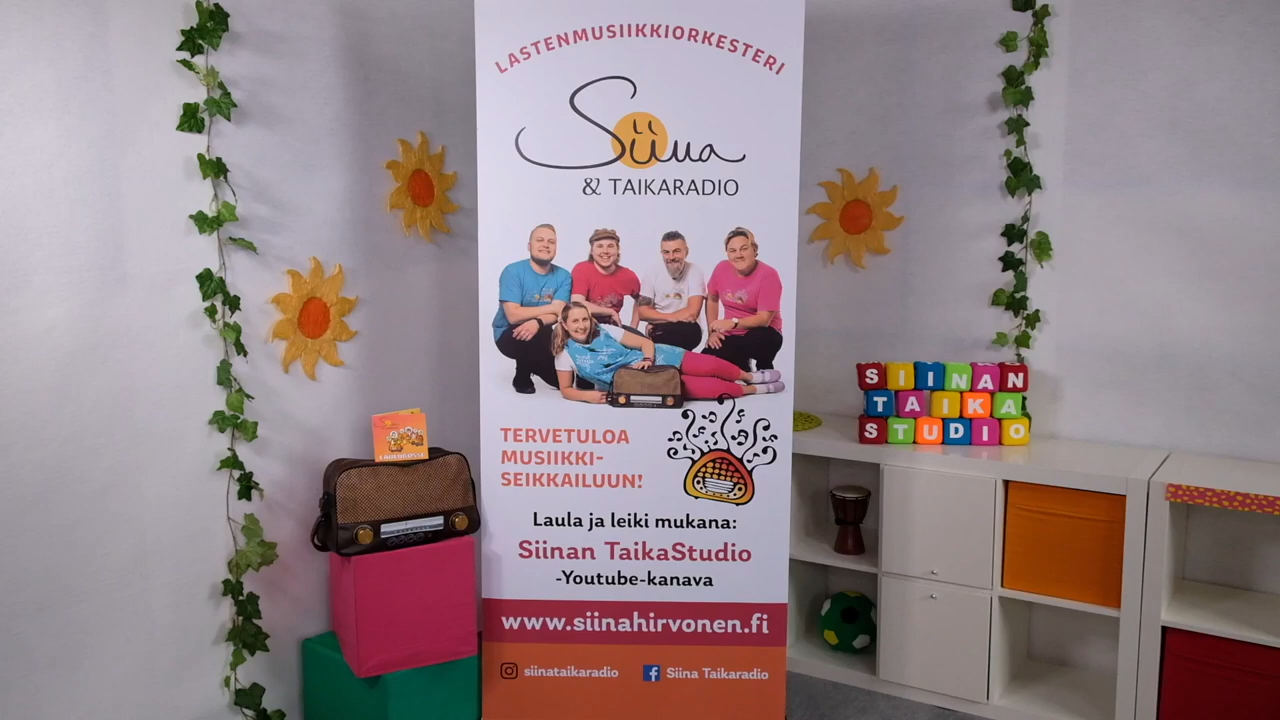 LASTENMUSIIKKIORKESTERI
Siina
& TAIKARADIO
TERVETULOA
MUSIIKKI-
SEIKKAILUUN!
Laula ja leiki mukana:
Siinan TaikaStudio
-Youtube-kanava
www.siinahirvonen.fi
siinataikaradio
Siina Taikaradio
SIINAN
TAIKA
STUDIO